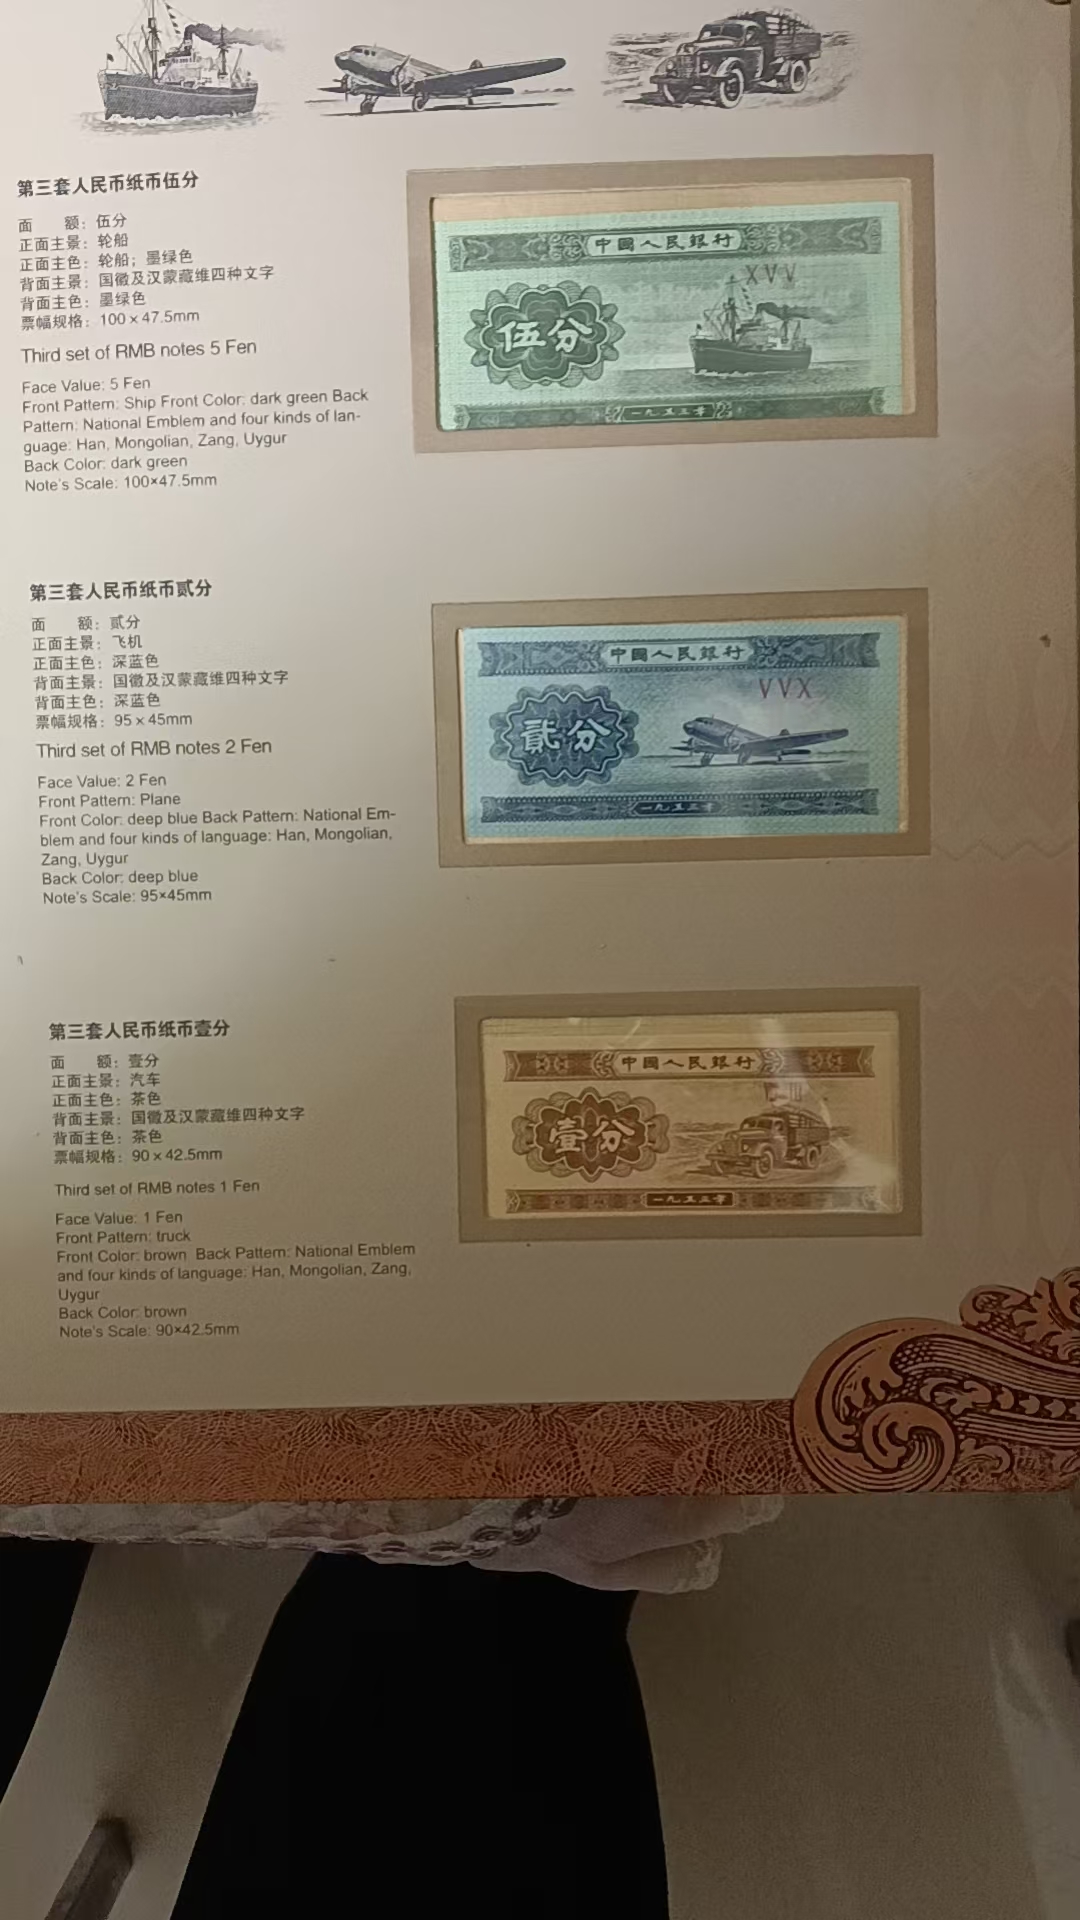 第三套人民币纸币伍分
面 额：伍分
正面主景：轮船
正面主色：轮船；墨绿色
背面主景：国徽及汉蒙藏维四种文字
背面主色：墨绿色
票幅规格：100×47.5mm
Third set of RMB notes 5 Fen
Face Value: 5 Fen
Front Pattern: Ship Front Color: dark green Back
Pattern: National Emblem and four kinds of lan-
guage: Han, Mongolian, Zang, Uygur
Back Color: dark green
Note's Scale: 100×47.5mm
中國人民銀行
XVV
伍分
一九五三年
第三套人民币纸币贰分
面 额：贰分
正面主景：飞机
正面主色：深蓝色
背面主景：国徽及汉蒙藏维四种文字
背面主色：深蓝色
票幅规格：95×45mm
Third set of RMB notes 2 Fen
Face Value: 2 Fen
Front Pattern: Plane
Front Color: deep blue Back Pattern: National Em-
blem and four kinds of language: Han, Mongolian,
Zang, Uygur
Back Color: deep blue
Note's Scale: 95×45mm
中國人民銀行
VVX
貳分
一九五三年
第三套人民币纸币壹分
面 额：壹分
正面主景：汽车
正面主色：茶色
背面主景：国徽及汉蒙藏维四种文字
背面主色：茶色
票幅规格：90×42.5mm
Third set of RMB notes 1 Fen
Face Value: 1 Fen
Front Pattern: truck
Front Color: brown Back Pattern: National Emblem
and four kinds of language: Han, Mongolian, Zang,
Uygur
Back Color: brown
Note's Scale: 90×42.5mm
中國人民銀行
壹分
一九五三年